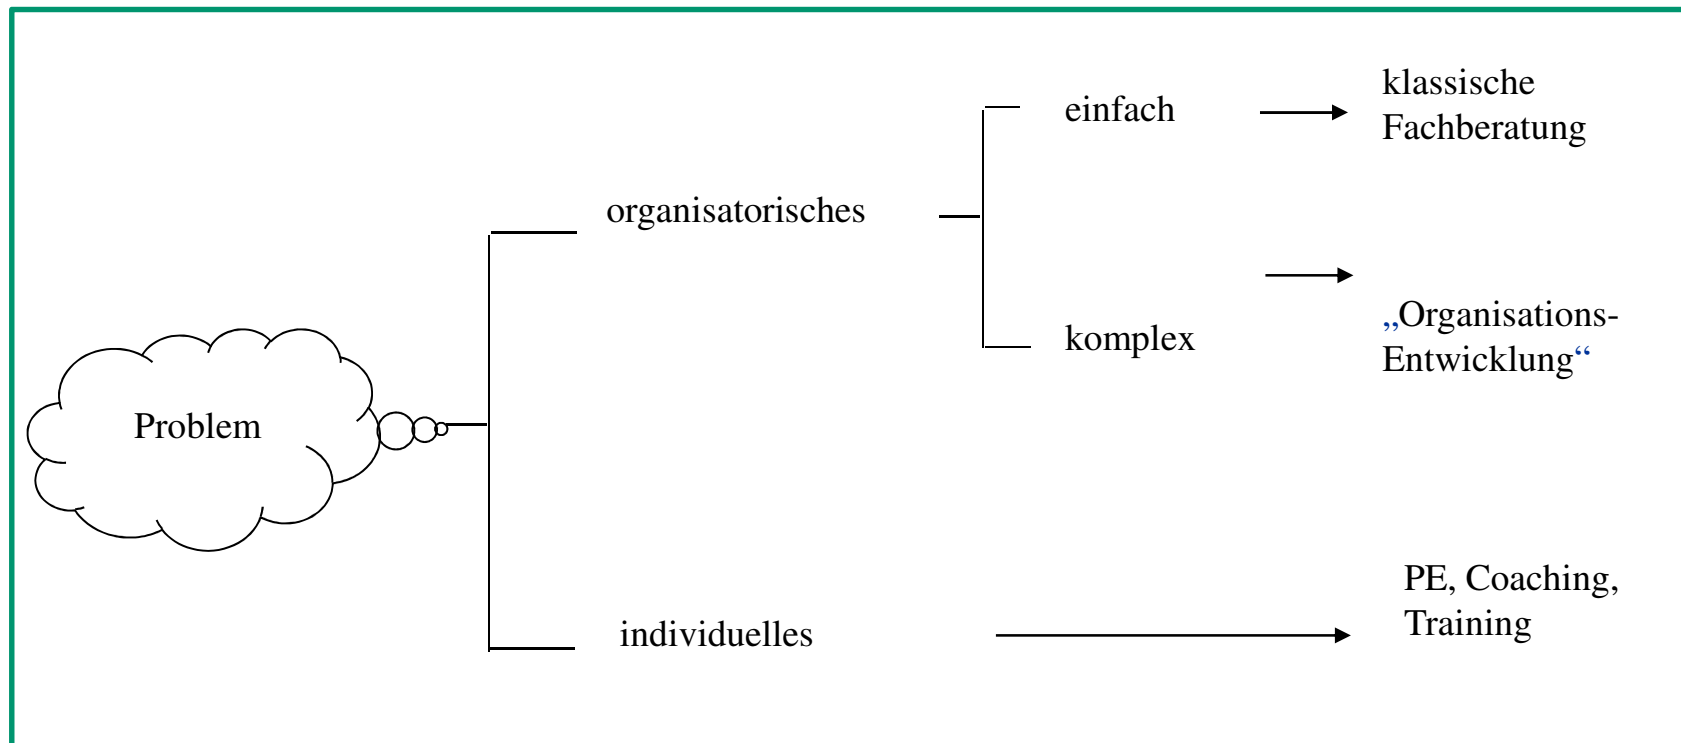 einfach
klassische
Fachberatung
organisatorisches
komplex
„Organisations-
Entwicklung“
Problem
individuelles
PE, Coaching,
Training